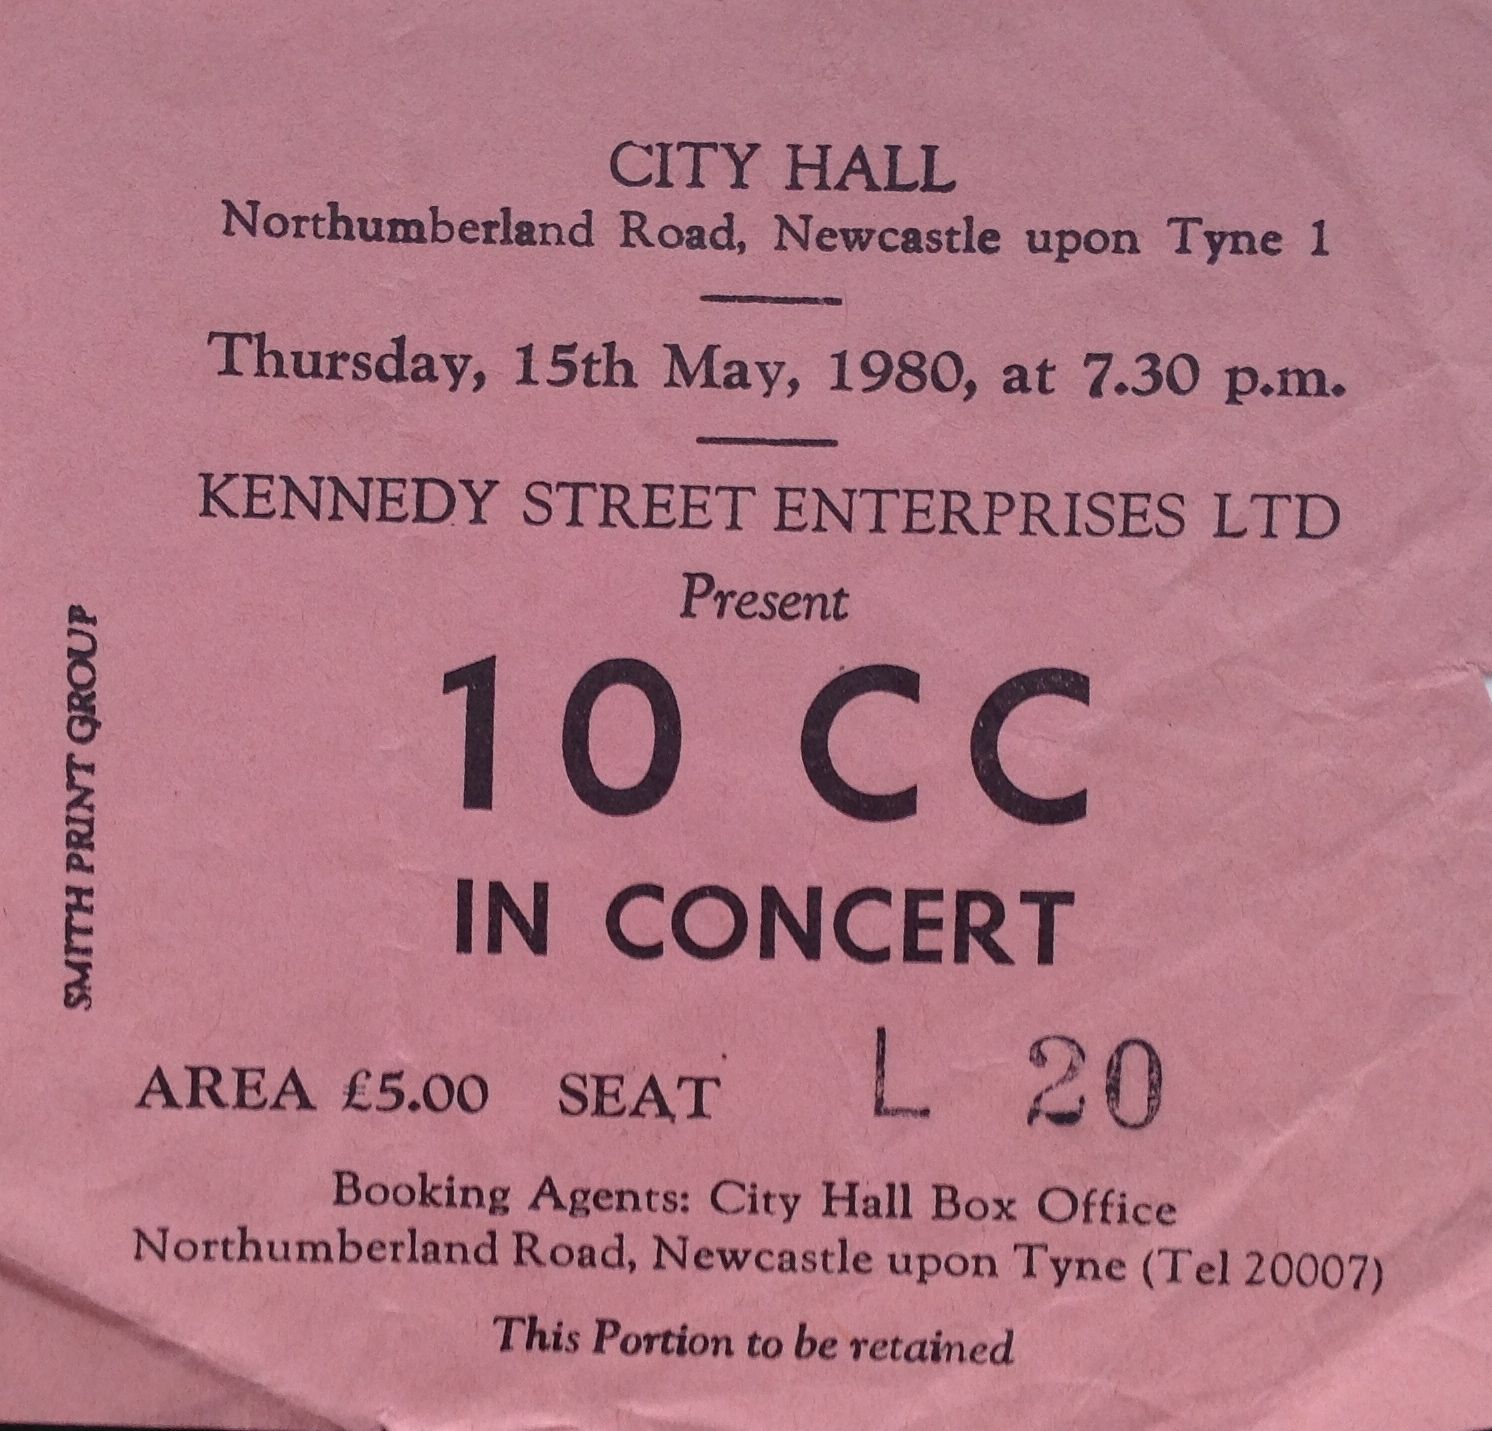 CITY HALL
Northumberland Road, Newcastle upon Tyne 1
Thursday, 15th May, 1980, at 7.30 p.m.
KENNEDY STREET ENTERPRISES LTD
Present
10 CC
IN CONCERT
AREA £5.00 SEAT L 20
Booking Agents: City Hall Box Office
Northumberland Road, Newcastle upon Tyne (Tel 20007)
This Portion to be retained
SMITH PRINT GROUP